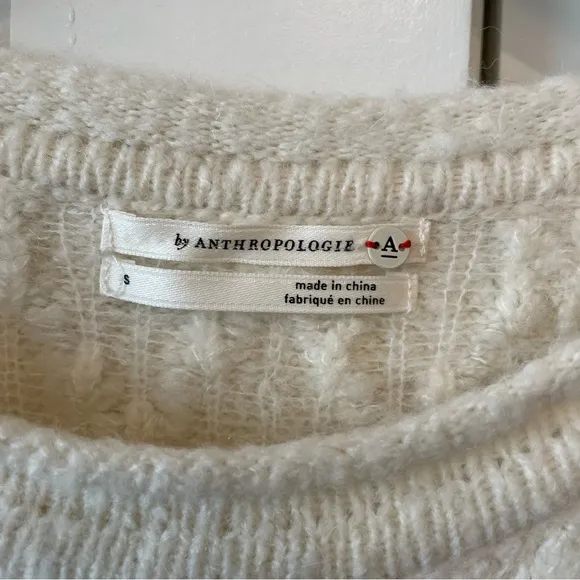 by ANTHROPOLOGIE A
S
made in china
fabriqué en chine